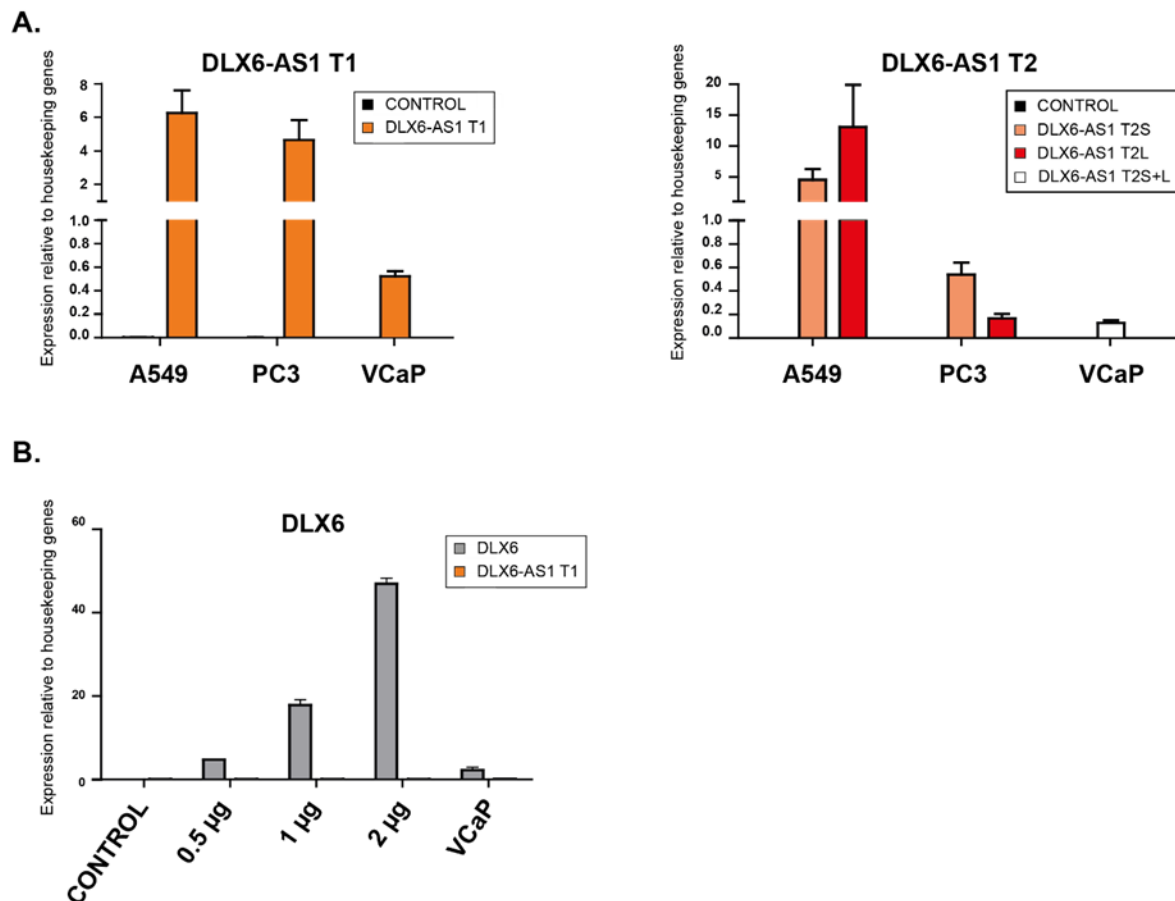 A.
DLX6-AS1 T1
Expression relative to housekeeping genes
8
6
4
2
1.0
0.8
0.6
0.4
0.2
0.0
CONTROL
DLX6-AS1 T1
A549 PC3 VCaP
DLX6-AS1 T2
Expression relative to housekeeping genes
20
15
10
5
1.0
0.8
0.6
0.4
0.2
0.0
CONTROL
DLX6-AS1 T2S
DLX6-AS1 T2L
DLX6-AS1 T2S+L
A549 PC3 VCaP
B.
DLX6
Expression relative to housekeeping genes
60
40
20
0
DLX6
DLX6-AS1 T1
CONTROL 0.5 µg 1 µg 2 µg VCaP